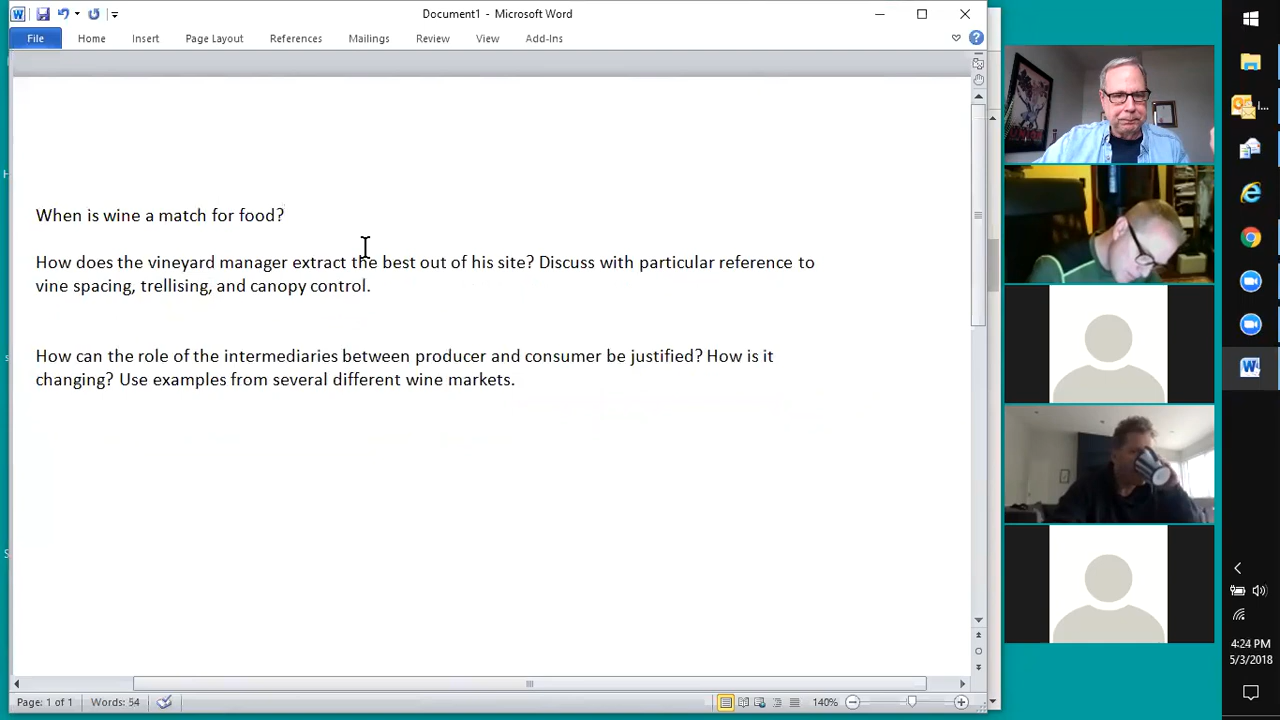 Document1 - Microsoft Word
File Home Insert Page Layout References Mailings Review View Add-Ins
When is wine a match for food?
How does the vineyard manager extract the best out of his site? Discuss with particular reference to
vine spacing, trellising, and canopy control.
How can the role of the intermediaries between producer and consumer be justified? How is it
changing? Use examples from several different wine markets.
Page: 1 of 1 Words: 54 140%
4:24 PM
5/3/2018